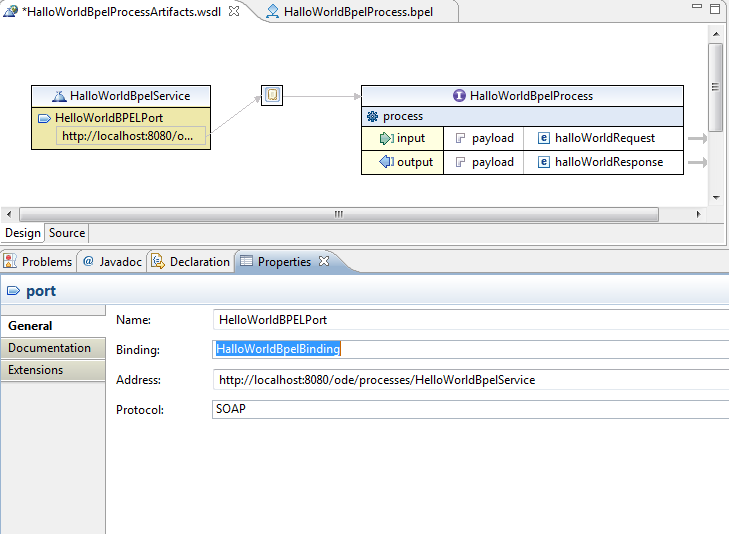 *HalloWorldBpelProcessArtifacts.wsdl HalloWorldBpelProcess.bpel
HalloWorldBpelService
HelloWorldBPELPort
http://localhost:8080/o...
HalloWorldBpelProcess
process
input payload halloWorldRequest
output payload halloWorldResponse
Design Source
Problems @ Javadoc Declaration Properties
port
General
Documentation
Extensions
Name: HelloWorldBPELPort
Binding: HalloWorldBpelBinding
Address: http://localhost:8080/ode/processes/HelloWorldBpelService
Protocol: SOAP